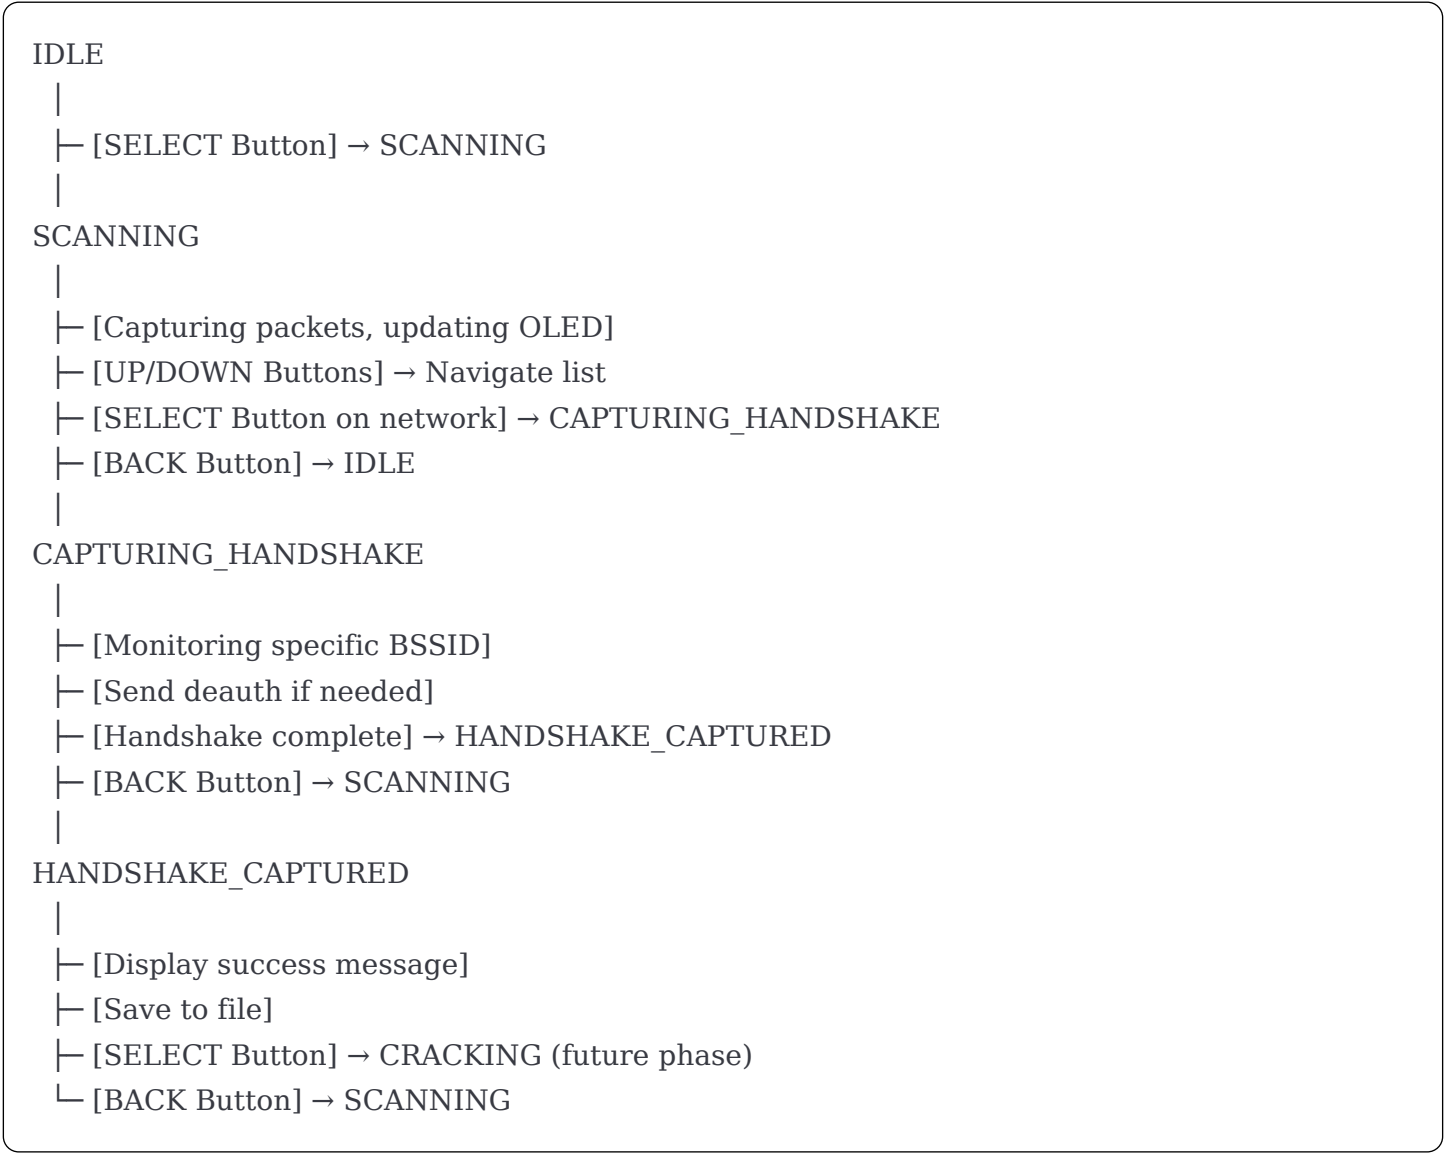 IDLE
│
├─ [SELECT Button] → SCANNING
│
SCANNING
│
├─ [Capturing packets, updating OLED]
├─ [UP/DOWN Buttons] → Navigate list
├─ [SELECT Button on network] → CAPTURING_HANDSHAKE
├─ [BACK Button] → IDLE
│
CAPTURING_HANDSHAKE
│
├─ [Monitoring specific BSSID]
├─ [Send deauth if needed]
├─ [Handshake complete] → HANDSHAKE_CAPTURED
├─ [BACK Button] → SCANNING
│
HANDSHAKE_CAPTURED
│
├─ [Display success message]
├─ [Save to file]
├─ [SELECT Button] → CRACKING (future phase)
└─ [BACK Button] → SCANNING